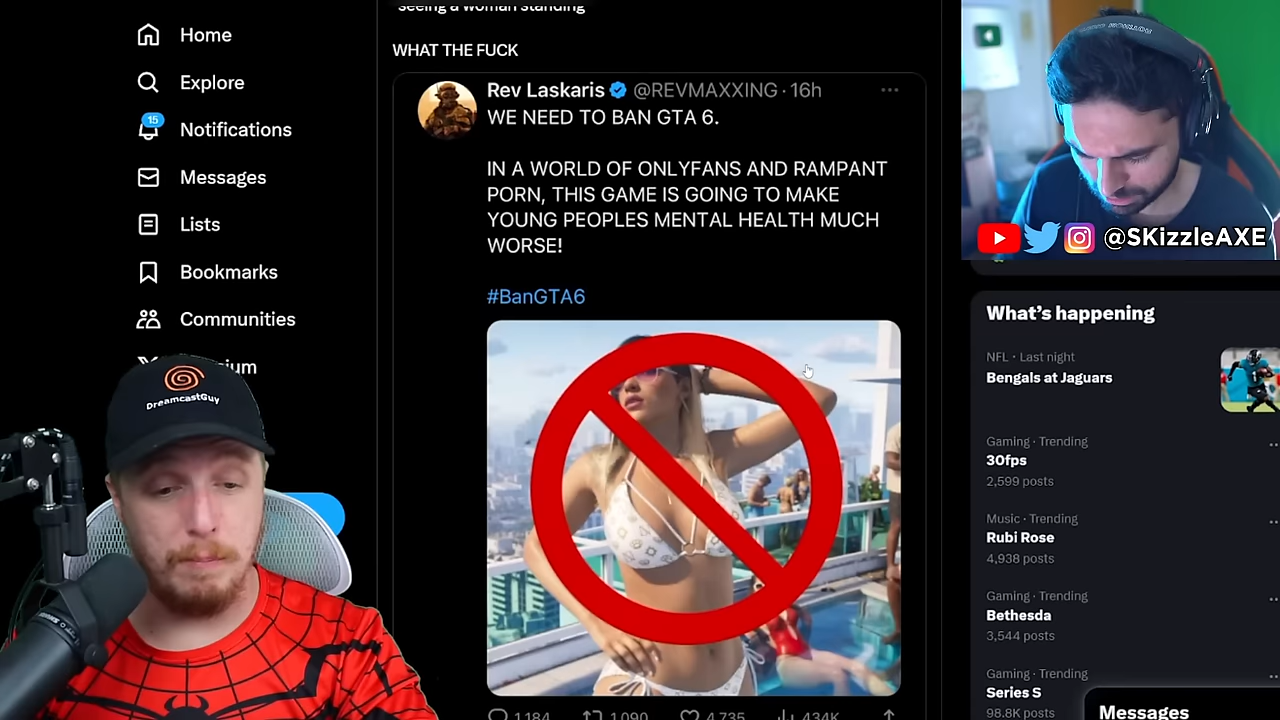 seeing a woman standing
WHAT THE FUCK
Rev Laskaris @REVMAXXING · 16h
WE NEED TO BAN GTA 6.
IN A WORLD OF ONLYFANS AND RAMPANT
PORN, THIS GAME IS GOING TO MAKE
YOUNG PEOPLES MENTAL HEALTH MUCH
WORSE!
#BanGTA6
1,184 1,090 4,735 434K
Home
Explore
15
Notifications
Messages
Lists
Bookmarks
Communities
DreamcastGuy
@SKizzleAXE
What's happening
NFL · Last night
Bengals at Jaguars
Gaming · Trending
30fps
2,599 posts
Music · Trending
Rubi Rose
4,938 posts
Gaming · Trending
Bethesda
3,544 posts
Gaming · Trending
Series S
98.8K posts
Messages